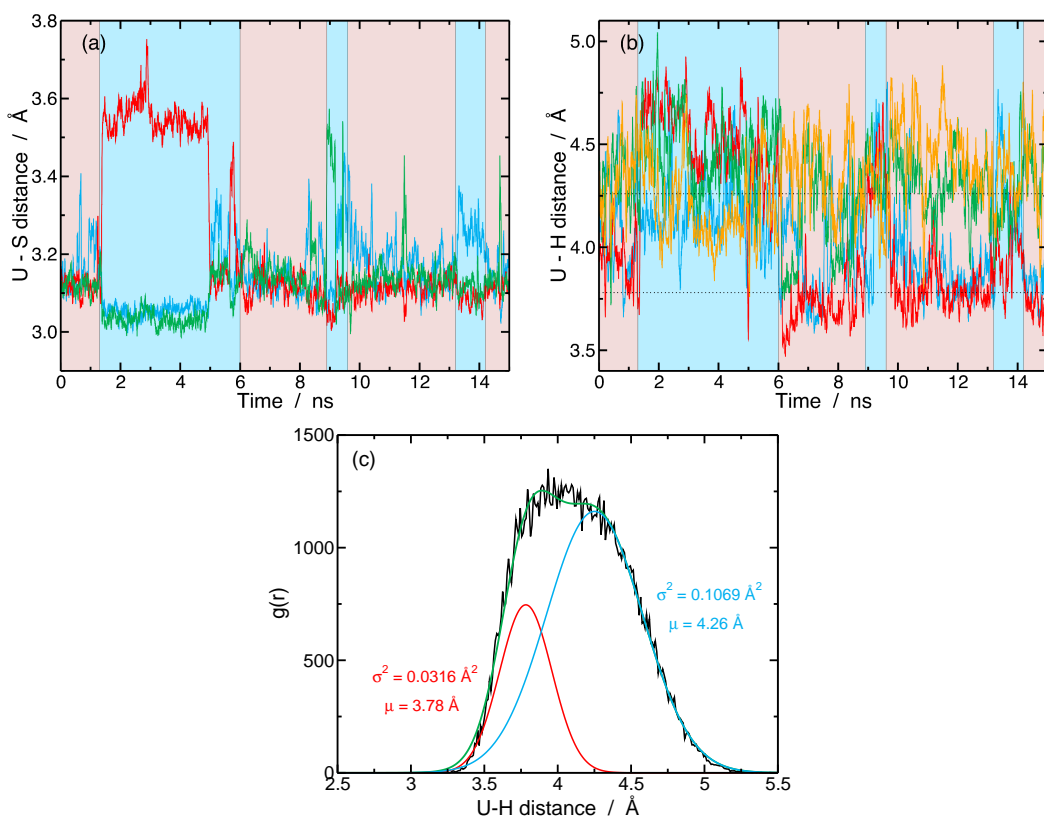 (a)
3.8
3.6
3.4
3.2
3.0
U - S distance / Å
0 2 4 6 8 10 12 14
Time / ns
(b)
5.0
4.5
4.0
3.5
U - H distance / Å
0 2 4 6 8 10 12 14
Time / ns
(c)
1500
1000
500
0
g(r)
σ² = 0.1069 Å²
μ = 4.26 Å
σ² = 0.0316 Å²
μ = 3.78 Å
2.5 3 3.5 4 4.5 5 5.5
U-H distance / Å